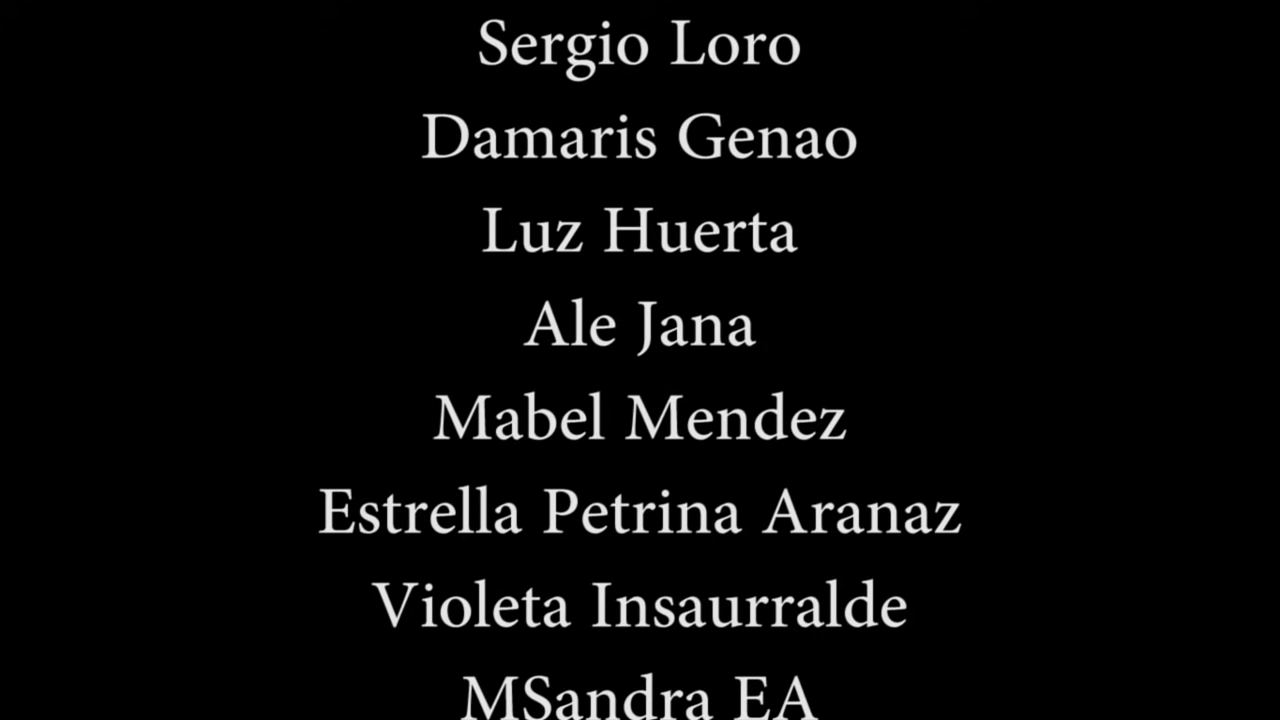 Sergio Loro
Damaris Genao
Luz Huerta
Ale Jana
Mabel Mendez
Estrella Petrina Aranaz
Violeta Insaurralde
MSandra EA